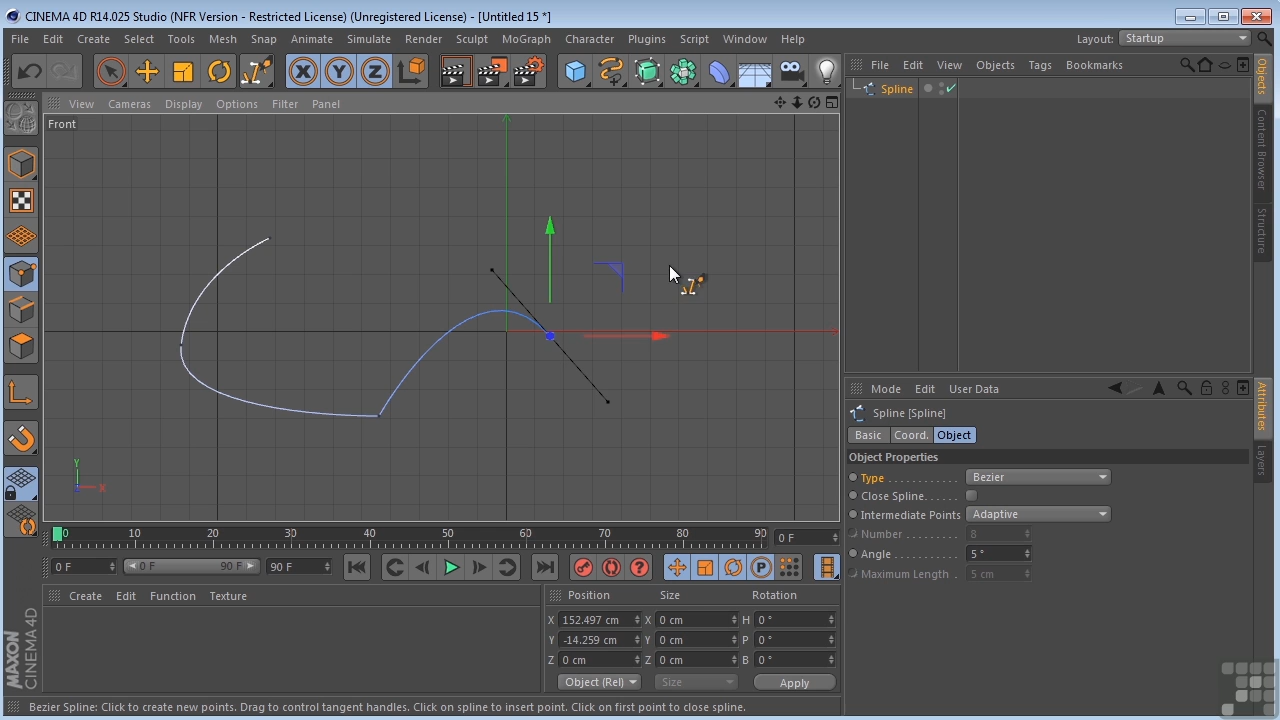 CINEMA 4D R14.025 Studio (NFR Version - Restricted License) (Unregistered License) - [Untitled 15 *]
File Edit Create Select Tools Mesh Snap Animate Simulate Render Sculpt MoGraph Character Plugins Script Window Help Layout: Startup
X Y Z
File Edit View Objects Tags Bookmarks
Spline
View Cameras Display Options Filter Panel
Front
Y
Z X
Objects
Content Browser
Structure
Mode Edit User Data
Spline [Spline]
Basic Coord. Object
Object Properties
Type Bezier
Close Spline
Intermediate Points Adaptive
Number 8
Angle 5 °
Maximum Length 5 cm
Attributes
Layers
0 10 20 30 40 50 60 70 80 90 0 F
0 F 0 F 90 F 90 F
P
Create Edit Function Texture
Position Size Rotation
X 152.497 cm X 0 cm H 0 °
Y -14.259 cm Y 0 cm P 0 °
Z 0 cm Z 0 cm B 0 °
Object (Rel) Size Apply
MAXON
CINEMA 4D
Bezier Spline: Click to create new points. Drag to control tangent handles. Click on spline to insert point. Click on first point to close spline.